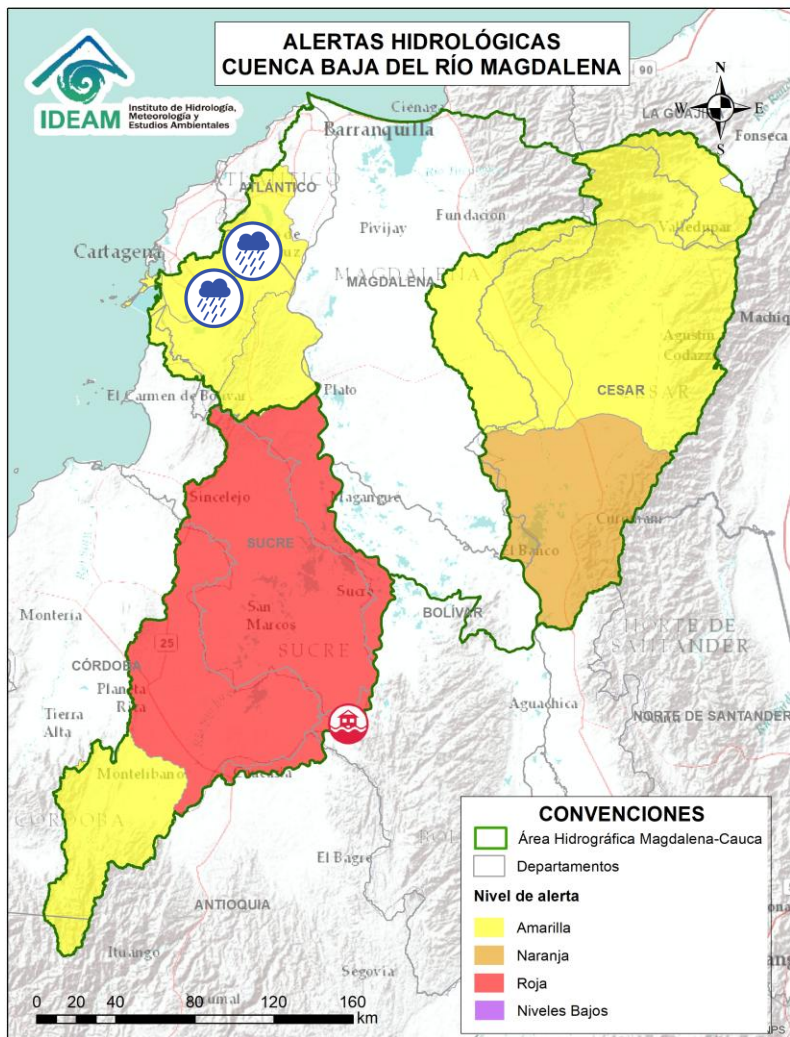 ALERTAS HIDROLÓGICAS
CUENCA BAJA DEL RÍO MAGDALENA
IDEAM
Instituto de Hidrología,
Meteorología y
Estudios Ambientales
N
W
E
S
90
Ciénaga
LA GUAJIRA
Barranquilla
Fonseca
ATLÁNTICO
Fundación
Pivijay
Valledupar
Cartagena
MAGDALENA
MAGDALENA
Agustín
Codazzi
CESAR
Plato
El Carmen de Bolívar
Sincelejo
Magangué
Curumaní
El Banco
SUCRE
Sucre
San
Marcos
BOLÍVAR
Montería
25
SUCRE
NORTE DE
SANTANDER
CÓRDOBA
Planeta
Rica
Aguachica
Tierra
Alta
NORTE DE SANTANDER
Montelíbano
CÓRDOBA
El Bagre
ANTIOQUIA
Ituango
Segovia
0 20 40 80 120 160
km
CONVENCIONES
Área Hidrográfica Magdalena-Cauca
Departamentos
Nivel de alerta
Amarilla
Naranja
Roja
Niveles Bajos